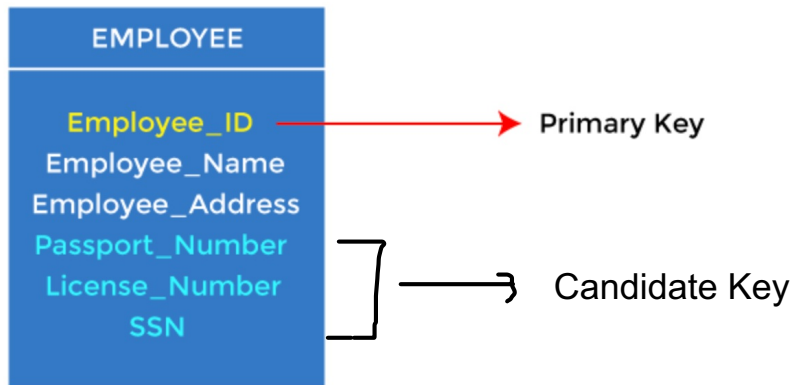 EMPLOYEE
Employee_ID
Primary Key
Employee_Name
Employee_Address
Passport_Number
License_Number
Candidate Key
SSN